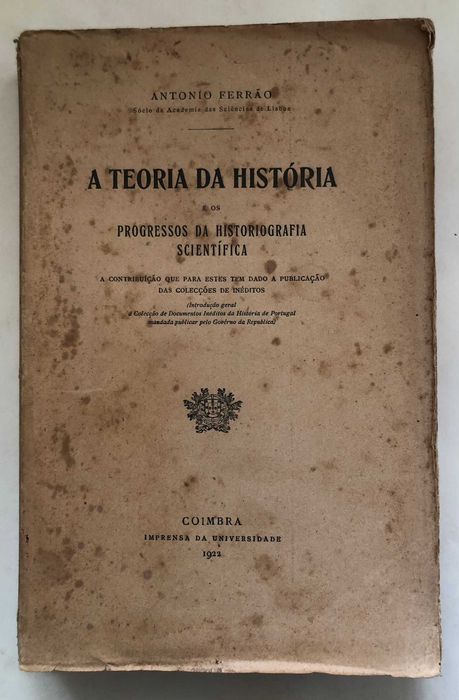 ANTONIO FERRÃO
Sócio da Academia das Sciências de Lisboa
A TEORIA DA HISTÓRIA
E OS
PROGRESSOS DA HISTORIOGRAFIA
SCIENTÍFICA
A CONTRIBUÏÇÃO QUE PARA ESTES TEM DADO A PUBLICAÇÃO
DAS COLECÇÕES DE INÉDITOS
(Introdução geral
á Colecção de Documentos Inéditos da História de Portugal
mandada publicar pelo Govêrno da Republica)
COIMBRA
IMPRENSA DA UNIVERSIDADE
1922